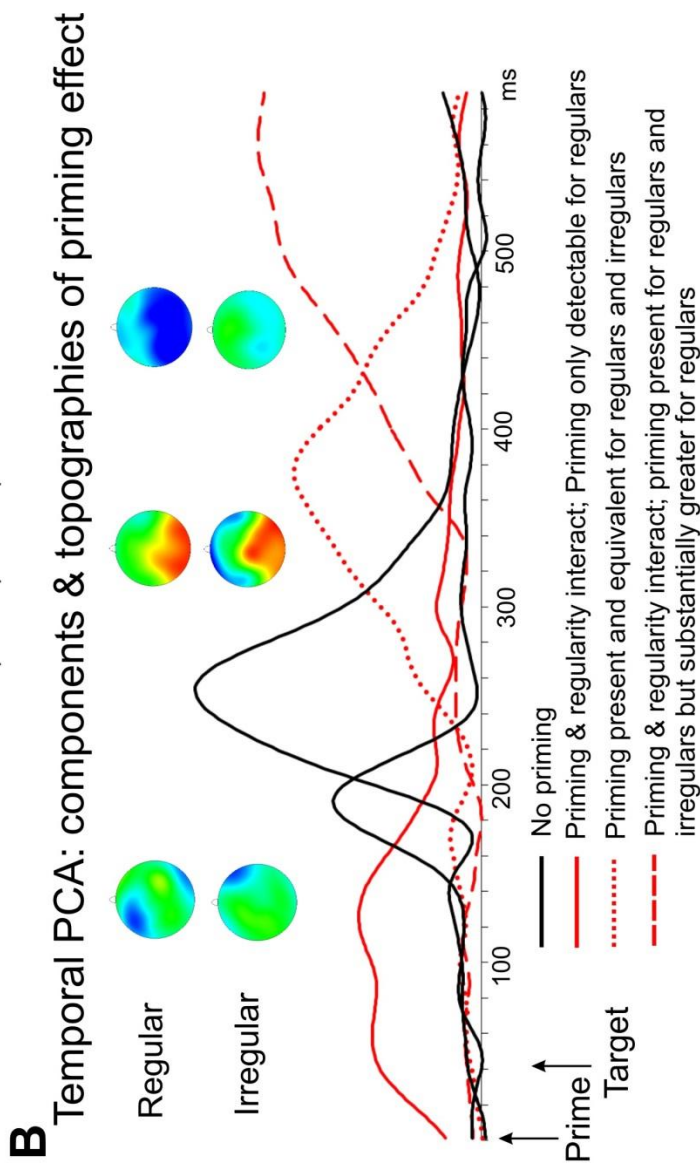 B
Temporal PCA: components & topographies of priming effect
Regular
Irregular
100
200
300
400
500
ms
Prime
Target
No priming
Priming & regularity interact; Priming only detectable for regulars
Priming present and equivalent for regulars and irregulars
Priming & regularity interact; priming present for regulars and
irregulars but substantially greater for regulars